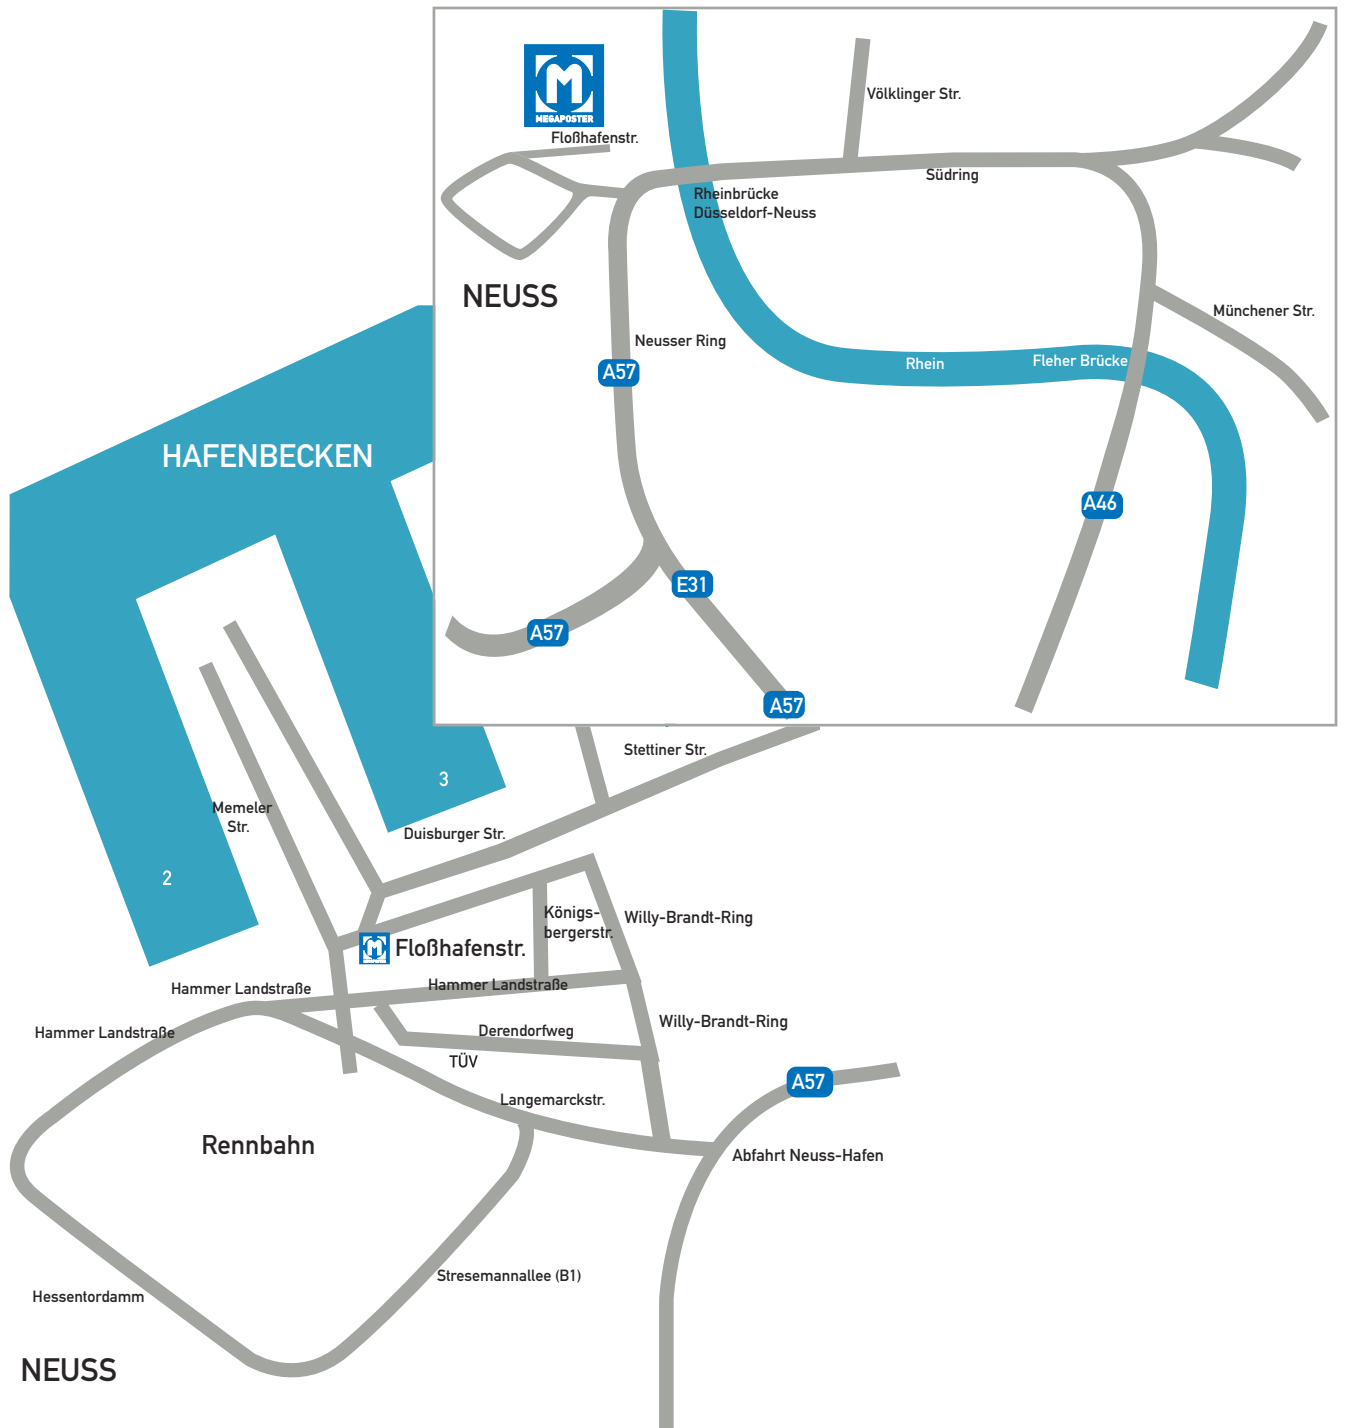 M
MEGAPOSTER
Floßhafenstr.
Völklinger Str.
Südring
Rheinbrücke
Düsseldorf-Neuss
NEUSS
Münchener Str.
Neusser Ring
Rhein
Fleher Brücke
A57
A46
E31
A57
A57
HAFENBECKEN
Stettiner Str.
3
Memeler
Str.
Duisburger Str.
2
Königs-
bergerstr.
Willy-Brandt-Ring
M
Floßhafenstr.
Hammer Landstraße
Hammer Landstraße
Hammer Landstraße
Willy-Brandt-Ring
Derendorfweg
TÜV
A57
Langemarckstr.
Rennbahn
Abfahrt Neuss-Hafen
Stresemannallee (B1)
Hessentordamm
NEUSS